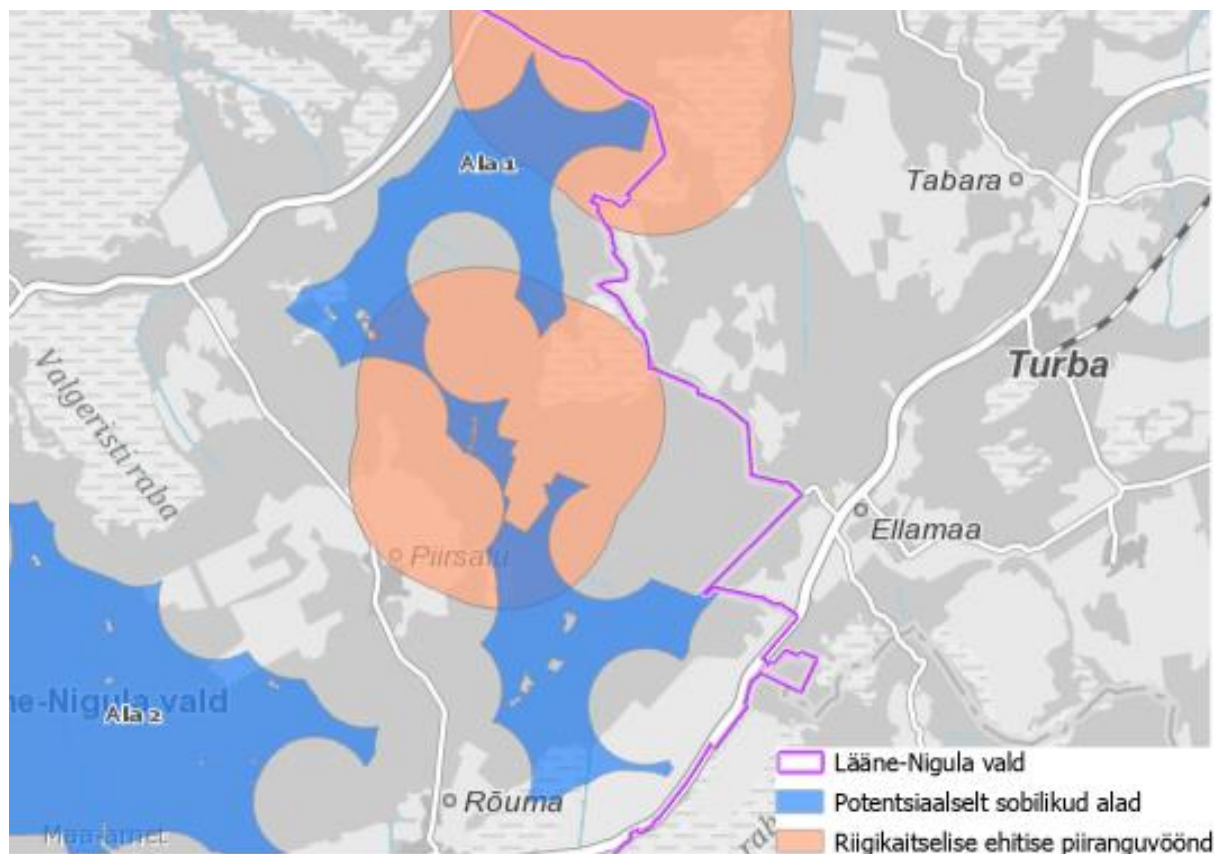 Ala 1
Tabara
Turba
Valgeristi raba
Ellamaa
Piirsalu
ne-Nigula vald
Ala 2
Rõuma
Maa-amet
raba
Lääne-Nigula vald
Potentsiaalselt sobilikud alad
Riigikaitselise ehitise piiranguvöönd